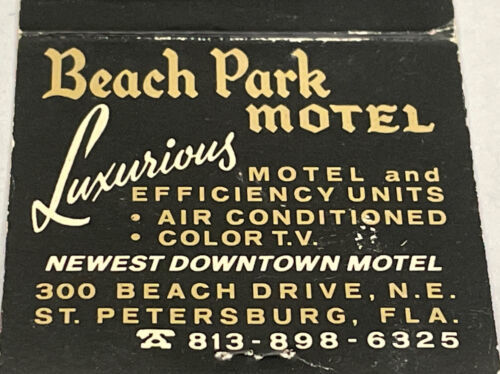 Beach Park
MOTEL
Luxurious
MOTEL and
EFFICIENCY UNITS
• AIR CONDITIONED
• COLOR T.V.
NEWEST DOWNTOWN MOTEL
300 BEACH DRIVE, N.E.
ST. PETERSBURG, FLA.
☎ 813-898-6325